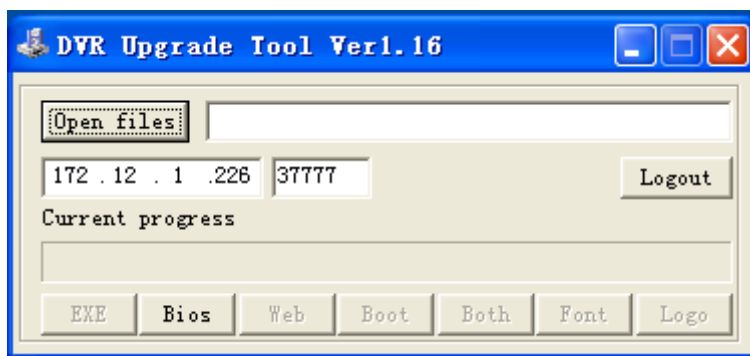 DVR Upgrade Tool Ver1.16
Open files
172 . 12 . 1 .226 37777 Logout
Current progress
EXE Bios Web Boot Both Font Logo